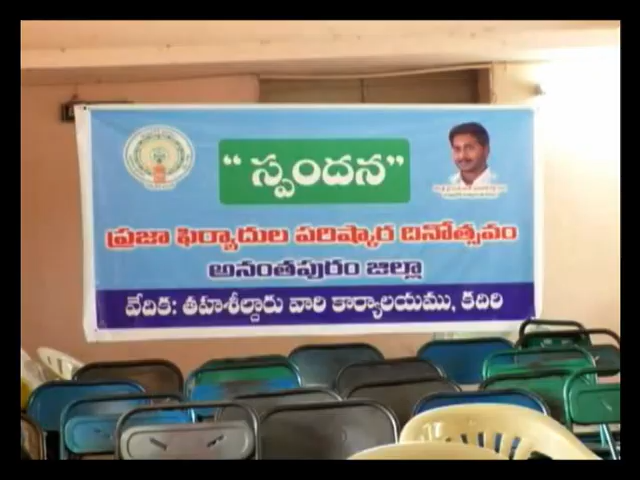 “స్పందన”
ప్రజా ఫిర్యాదుల పరిష్కార దినోత్సవం
అనంతపురం జిల్లా
వేదిక: తహశీల్దారు వారి కార్యాలయము, కదిరి